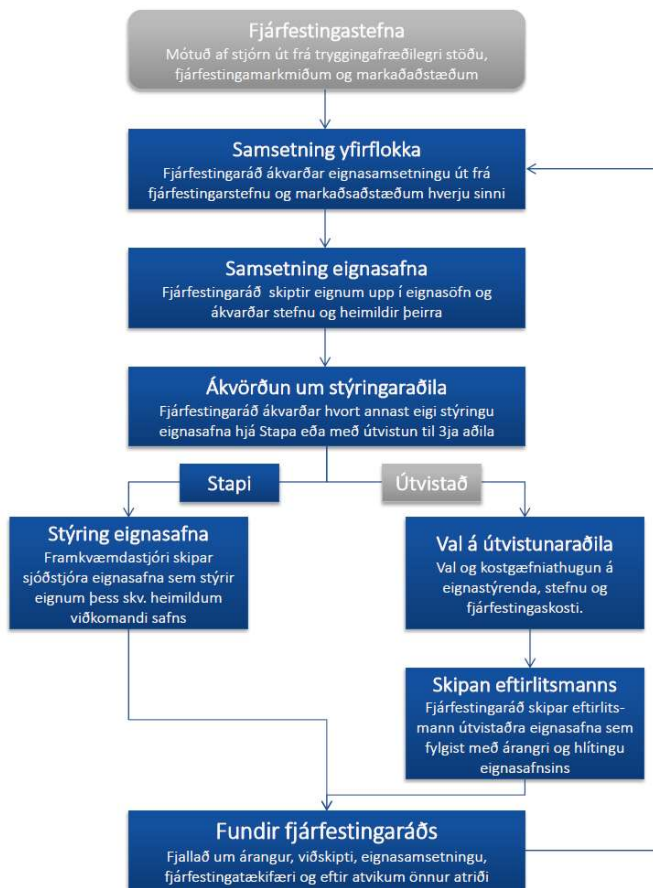 Fjárfestingastefna
Mótuð af stjórn út frá tryggingafræðilegri stöðu,
fjárfestingamarkmiðum og markaðaðstæðum
Samsetning yfirflokka
Fjárfestingaráð ákvarðar eignasamsetningu út frá
fjárfestingarstefnu og markaðsaðstæðum hverju sinni
Samsetning eignasafna
Fjárfestingaráð skiptir eignum upp í eignasöfn og
ákvarðar stefnu og heimildir þeirra
Ákvörðun um stýringaraðila
Fjárfestingaráð ákvarðar hvort annast eigi stýringu
eignasafna hjá Stapa eða með útvistun til 3ja aðila
Stapi
Útvistað
Stýring eignasafna
Framkvæmdastjóri skipar
sjóðstjóra eignasafna sem stýrir
eignum þess skv. heimildum
viðkomandi safns
Val á útvistunaraðila
Val og kostgæfniathugun á
eignastýrenda, stefnu og
fjárfestingaskosti.
Skipan eftirlitsmanns
Fjárfestingaráð skipar eftirlits-
mann útvistaðra eignasafna sem
fylgist með árangri og hlítingu
eignasafnsins
Fundir fjárfestingaráðs
Fjallað um árangur, viðskipti, eignasamsetningu,
fjárfestingatækifæri og eftir atvikum önnur atriði